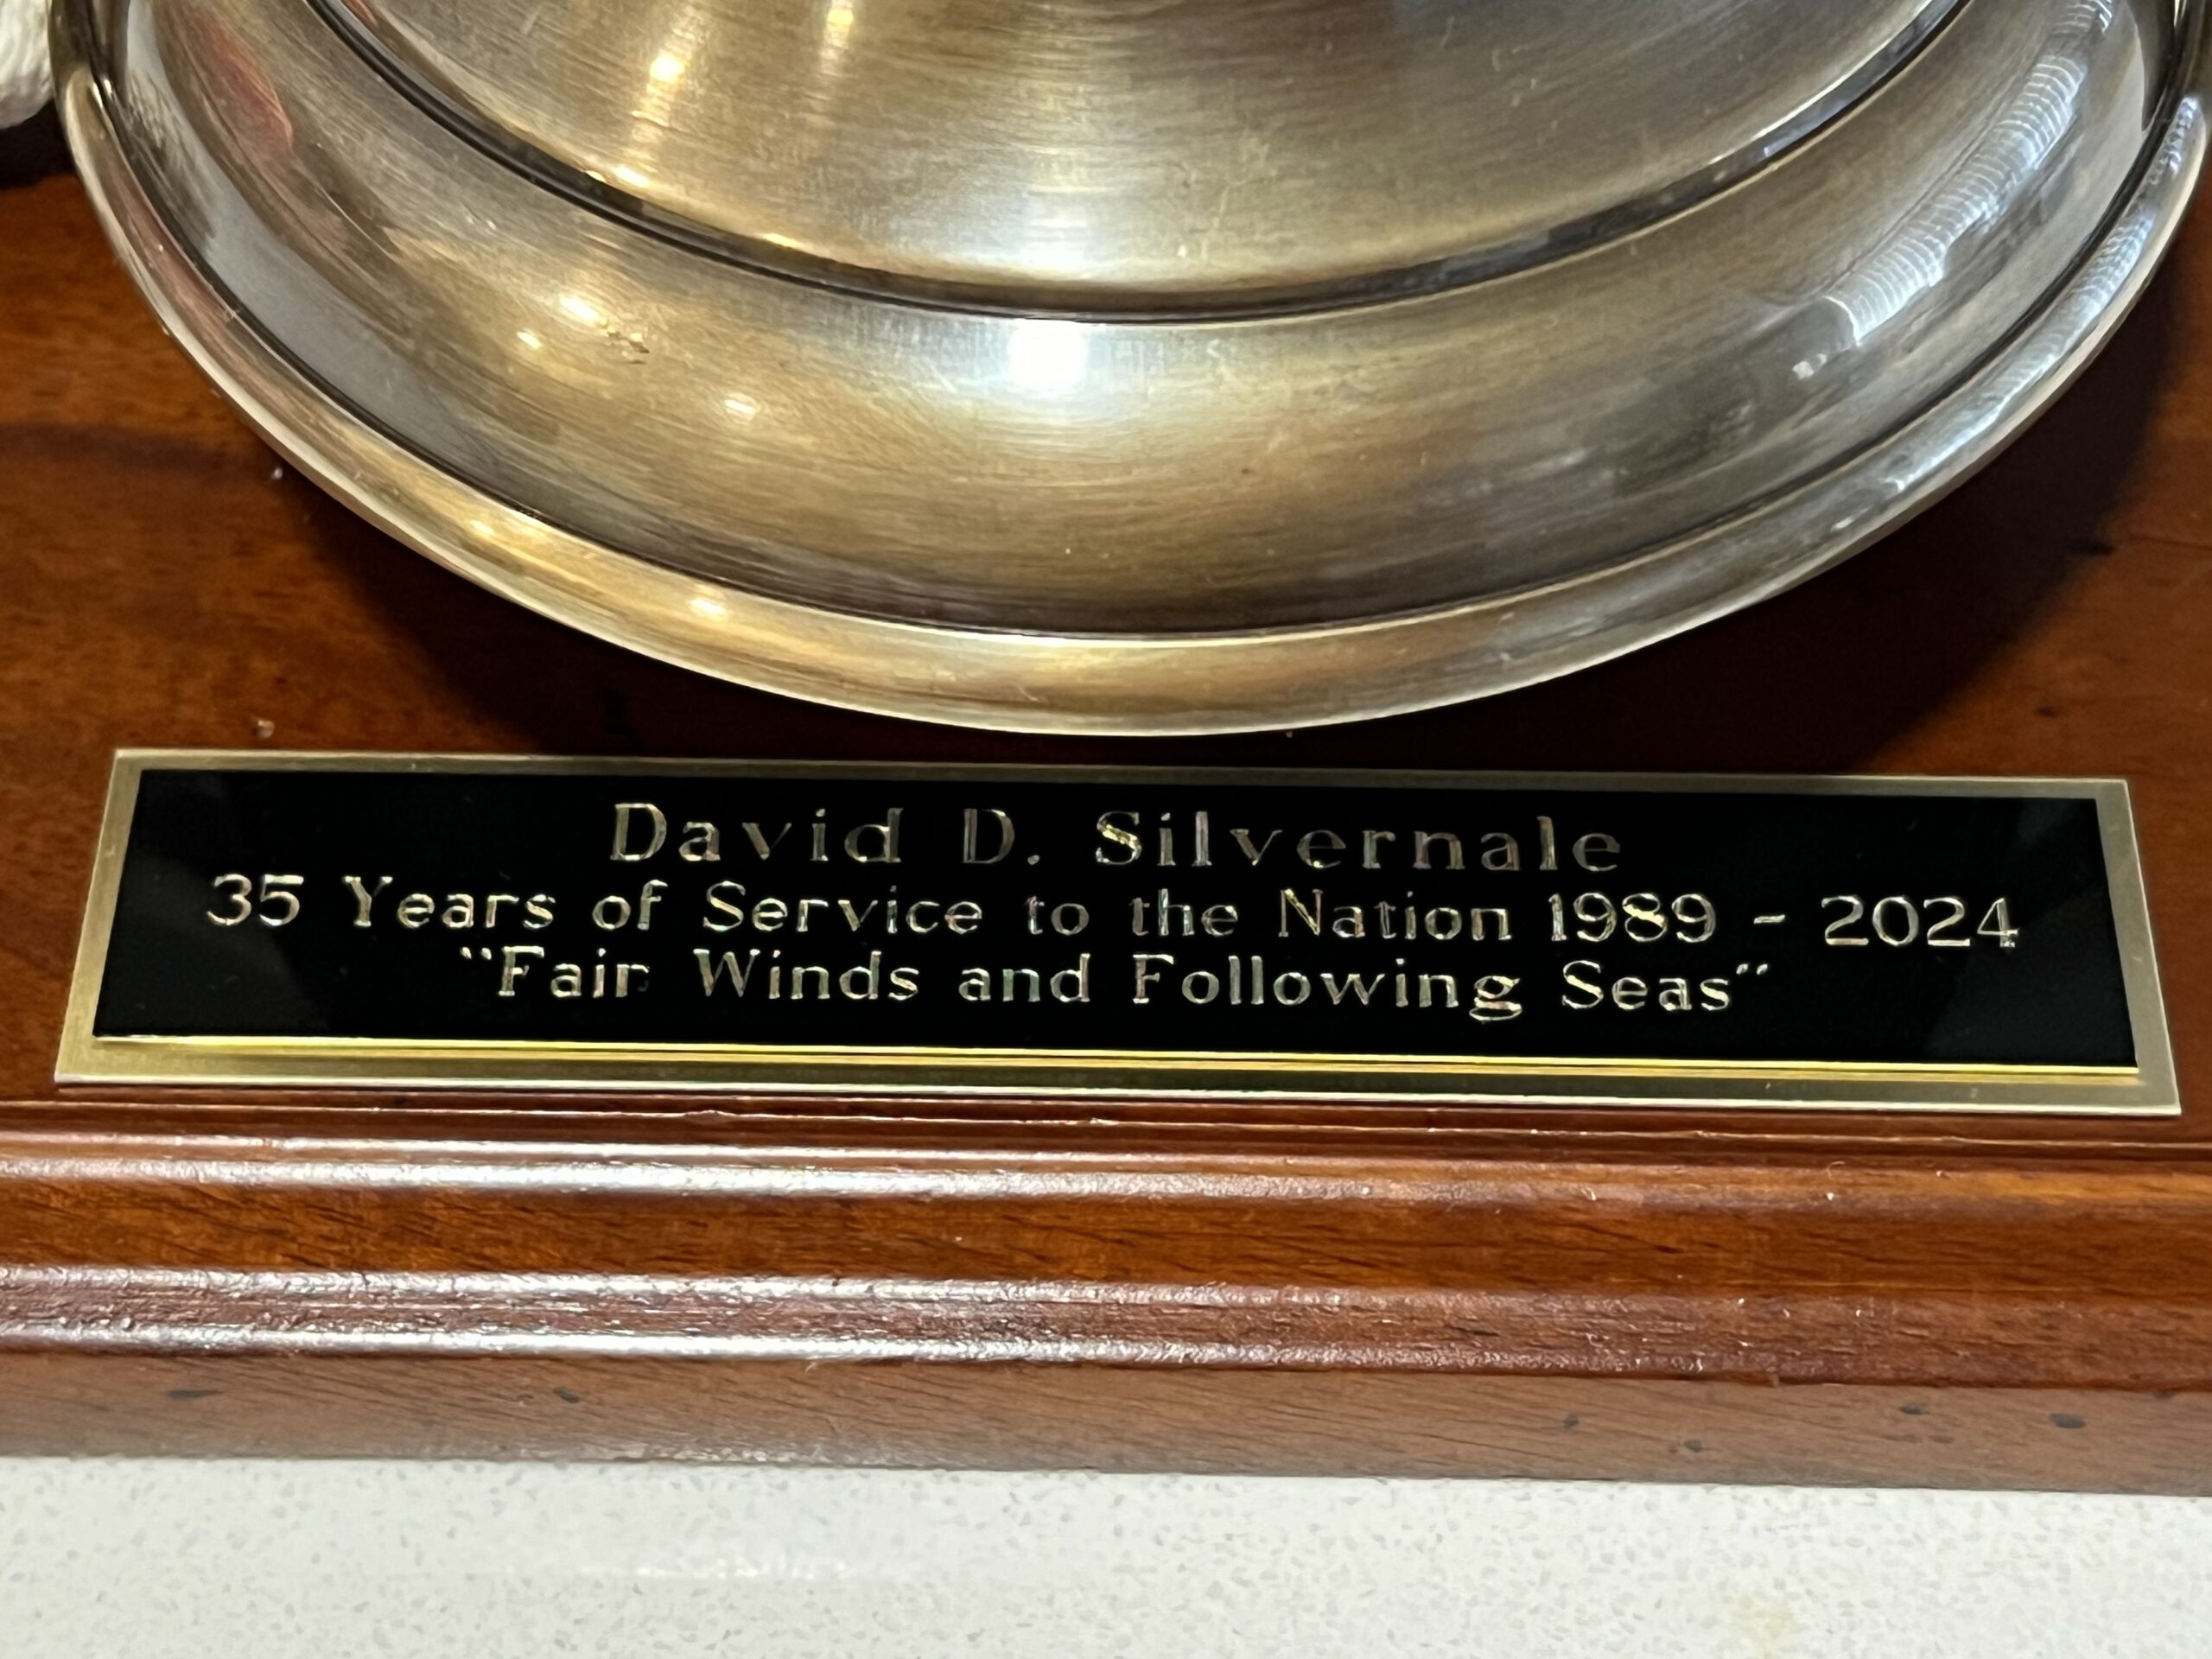 David D. Silvernale
35 Years of Service to the Nation 1989 - 2024
"Fair Winds and Following Seas"